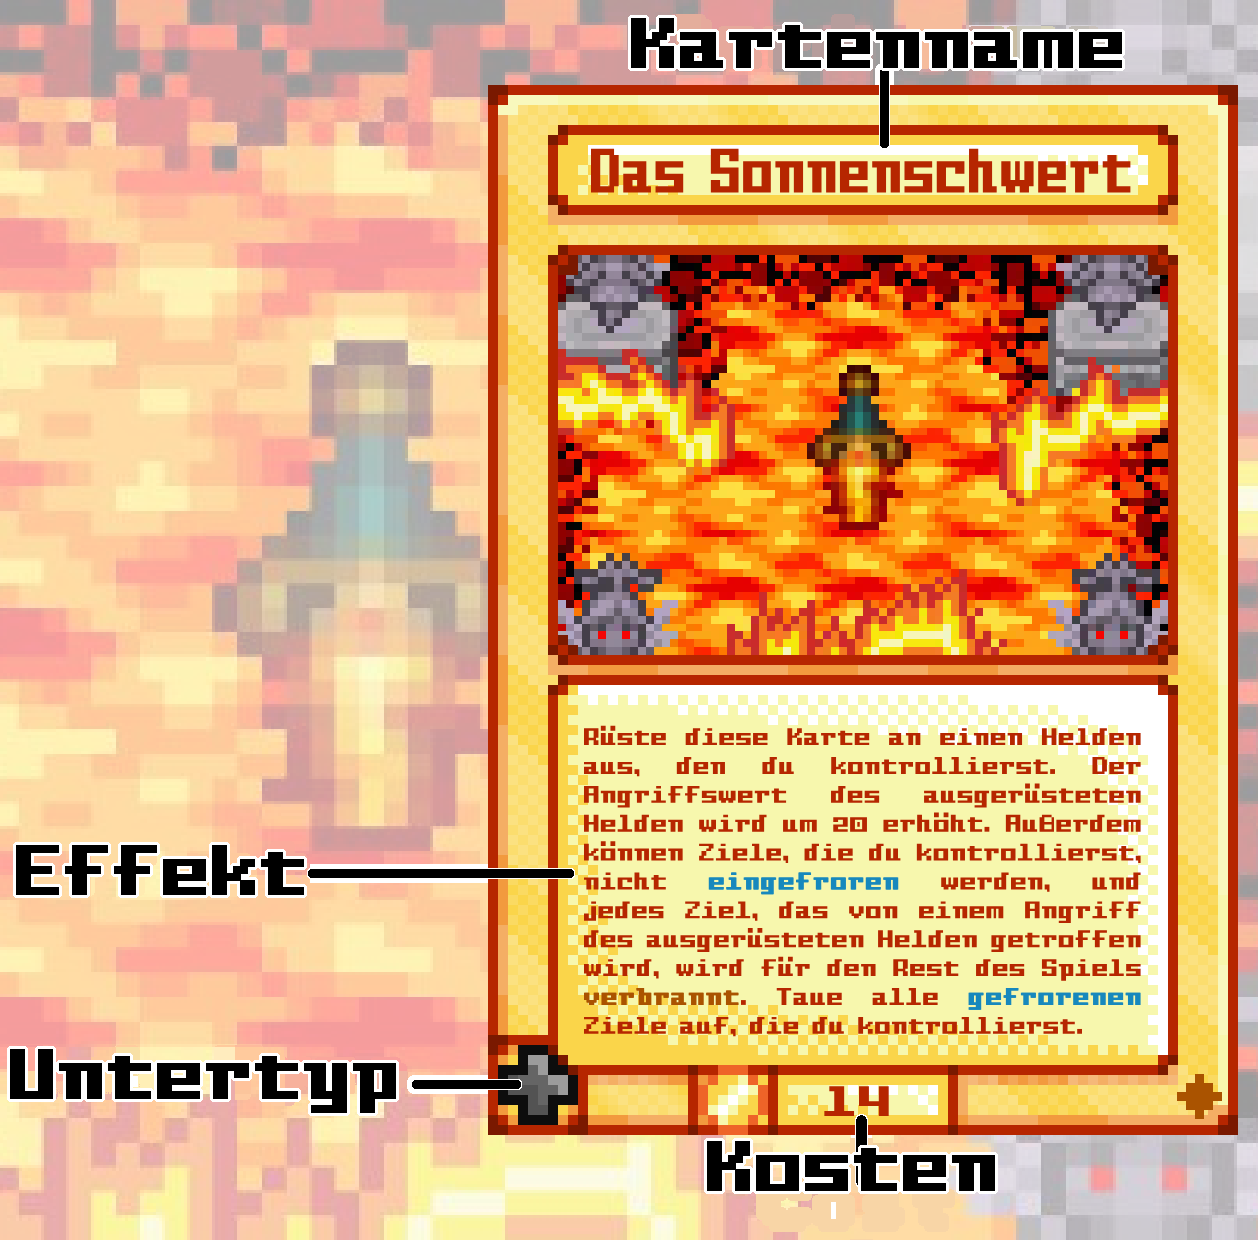 Kartenname
Das Sonnenschwert
Rüste diese Karte an einen Helden
aus, den du kontrollierst. Der
Angriffswert des ausgerüsteten
Helden wird um 20 erhöht. Außerdem
können Ziele, die du kontrollierst,
nicht eingefroren werden, und
jedes Ziel, das von einem Angriff
des ausgerüsteten Helden getroffen
wird, wird für den Rest des Spiels
verbrannt. Taue alle gefrorenen
Ziele auf, die du kontrollierst.
Effekt
Untertyp
14
Kosten